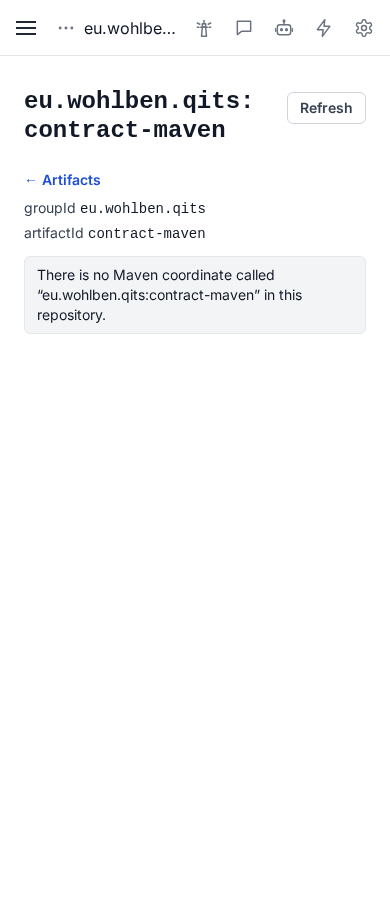 eu.wohlbe...
eu.wohlben.qits:
contract-maven
Refresh
← Artifacts
groupId eu.wohlben.qits
artifactId contract-maven
There is no Maven coordinate called
“eu.wohlben.qits:contract-maven” in this
repository.